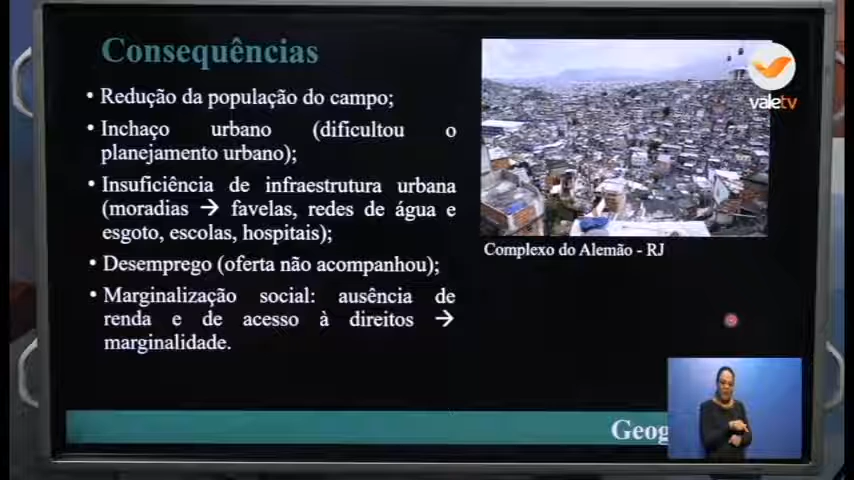 Consequências
• Redução da população do campo;
• Inchaço urbano (dificultou o
planejamento urbano);
• Insuficiência de infraestrutura urbana
(moradias → favelas, redes de água e
esgoto, escolas, hospitais);
• Desemprego (oferta não acompanhou);
• Marginalização social: ausência de
renda e de acesso à direitos →
marginalidade.
valetv
Complexo do Alemão - RJ
Geog